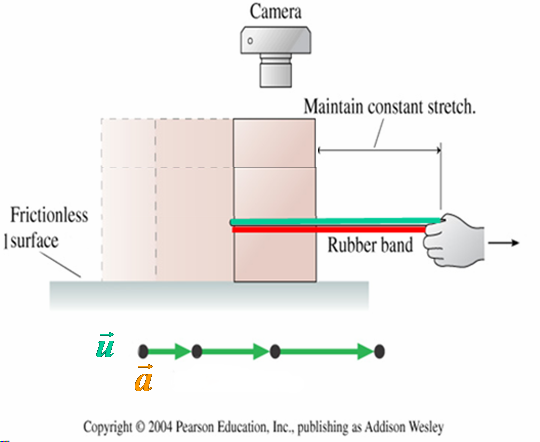 Camera
Maintain constant stretch.
Frictionless
surface
Rubber band
u
a
Copyright © 2004 Pearson Education, Inc., publishing as Addison Wesley